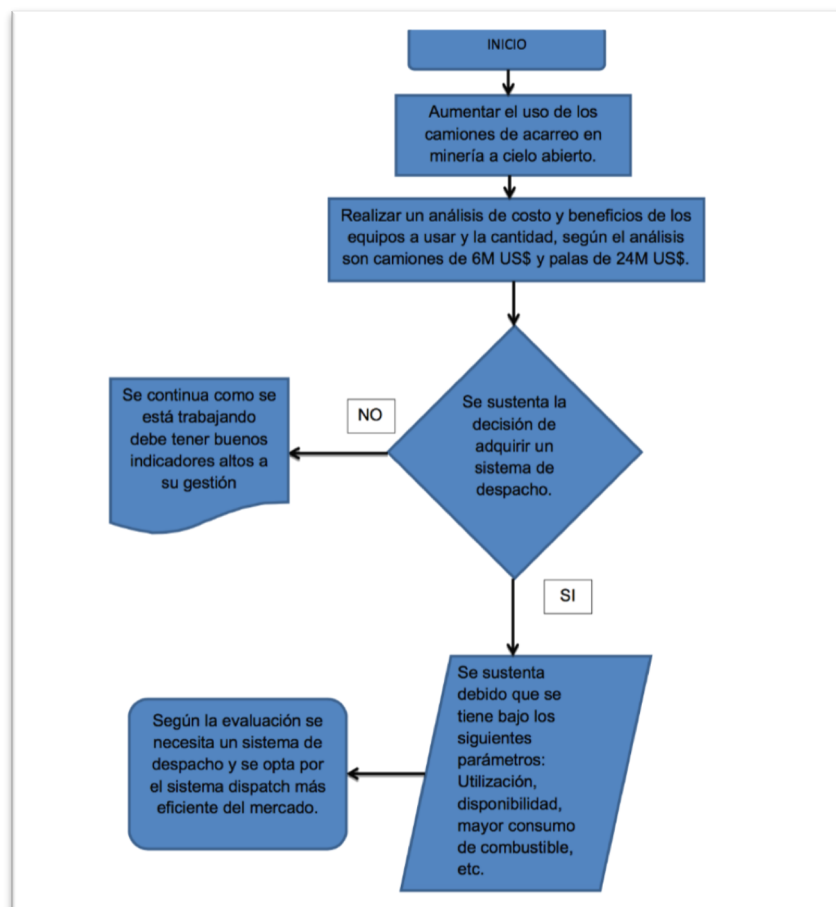 INICIO
Aumentar el uso de los
camiones de acarreo en
minería a cielo abierto.
Realizar un análisis de costo y beneficios de los
equipos a usar y la cantidad, según el análisis
son camiones de 6M US$ y palas de 24M US$.
Se sustenta la
decisión de
adquirir un
sistema de
despacho.
NO
Se continua como se
está trabajando
debe tener buenos
indicadores altos a
su gestión
SI
Se sustenta
debido que se
tiene bajo los
siguientes
parámetros:
Utilización,
disponibilidad,
mayor consumo
de combustible,
etc.
Según la evaluación se
necesita un sistema de
despacho y se opta por
el sistema dispatch más
eficiente del mercado.